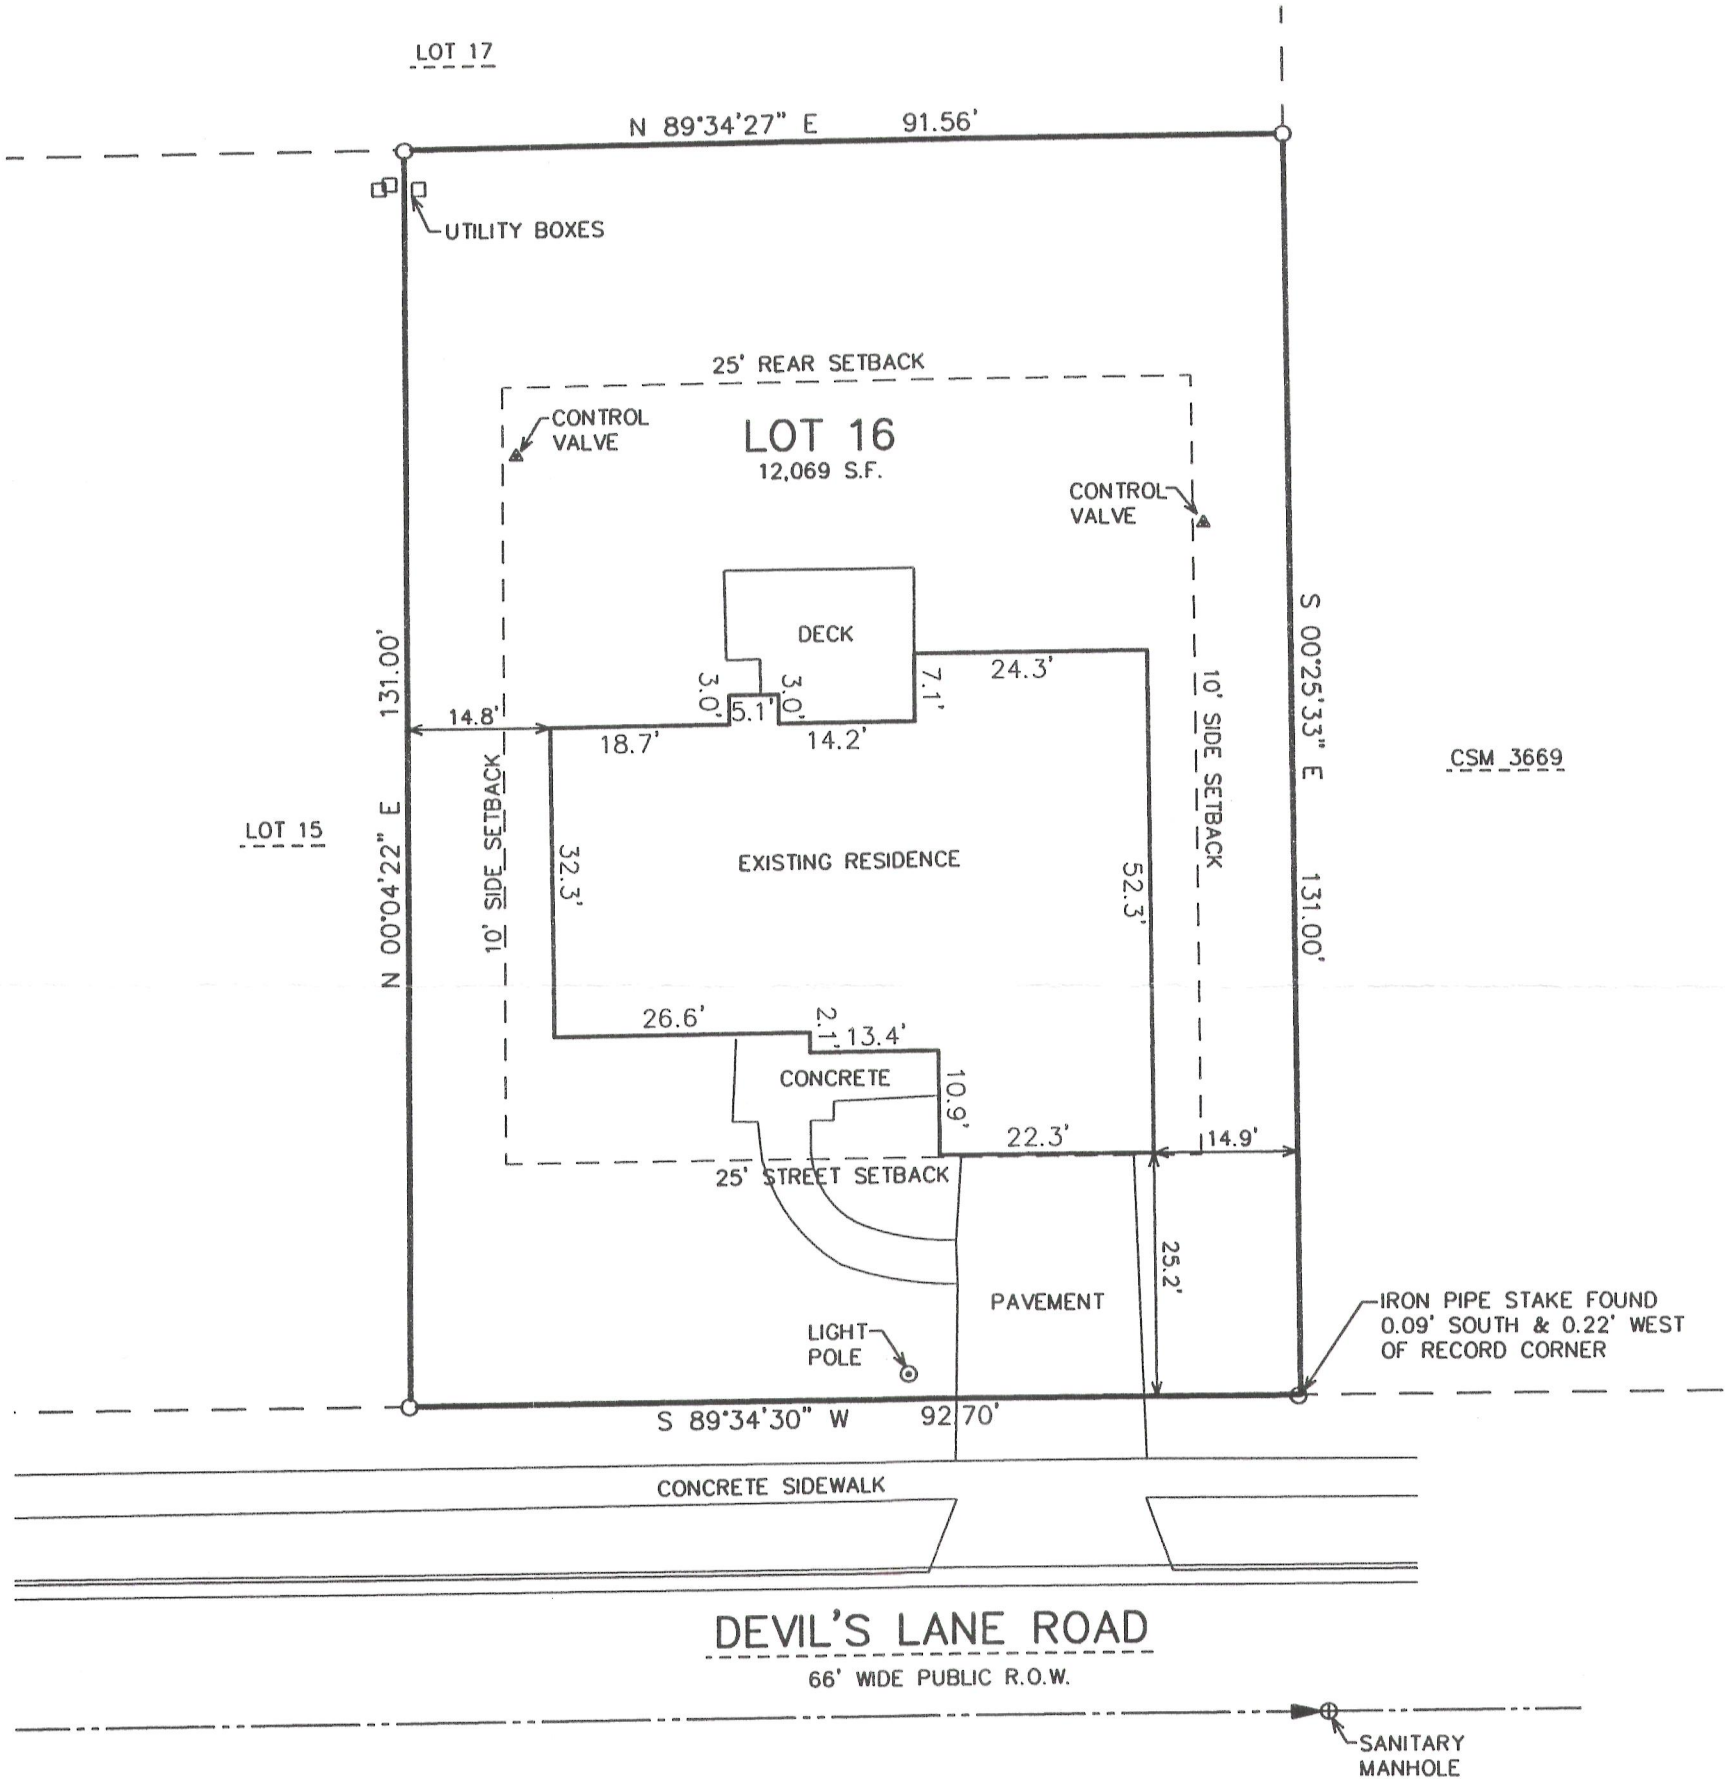 LOT 17
N 89°34'27" E 91.56'
UTILITY BOXES
25' REAR SETBACK
CONTROL
VALVE
LOT 16
12,069 S.F.
CONTROL
VALVE
DECK
24.3'
7.1'
3.0'
3.0'
5.1'
14.8'
18.7'
14.2'
N 00°04'22" E 131.00'
S 00°25'33" E 131.00'
10' SIDE SETBACK
10' SIDE SETBACK
CSM 3669
LOT 15
32.3'
EXISTING RESIDENCE
52.3'
26.6'
2.1'
13.4'
CONCRETE
10.9'
22.3'
14.9'
25' STREET SETBACK
25.2'
PAVEMENT
LIGHT
POLE
IRON PIPE STAKE FOUND
0.09' SOUTH & 0.22' WEST
OF RECORD CORNER
S 89°34'30" W 92.70'
CONCRETE SIDEWALK
DEVIL'S LANE ROAD
66' WIDE PUBLIC R.O.W.
SANITARY
MANHOLE